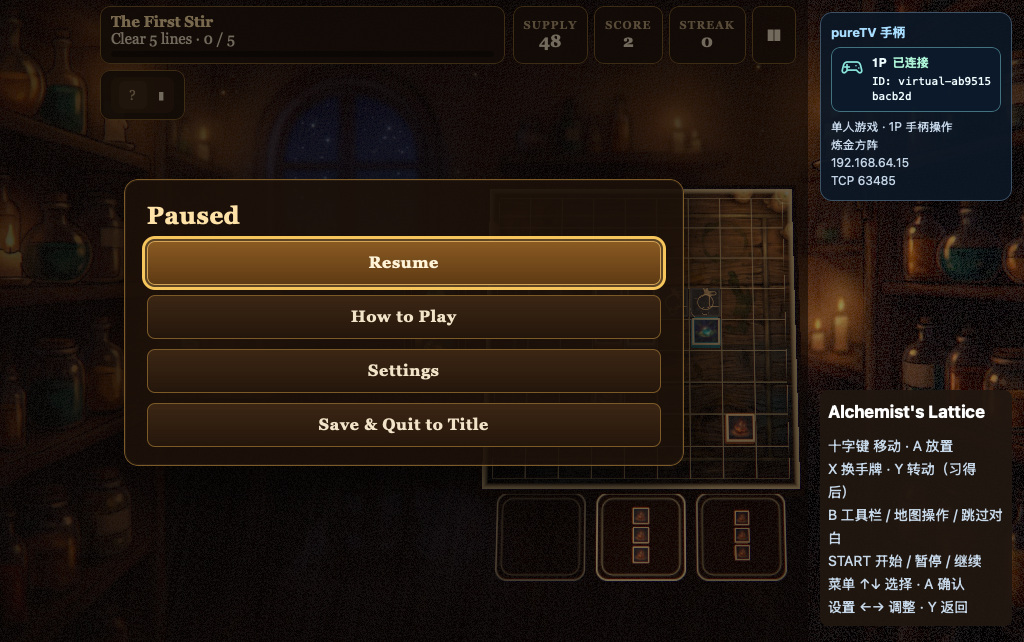 The First Stir
Clear 5 lines · 0 / 5
SUPPLY
48
SCORE
2
STREAK
0
?
Paused
Resume
How to Play
Settings
Save & Quit to Title
pureTV 手柄
1P 已连接
ID: virtual-ab9515
bacb2d
单人游戏 · 1P 手柄操作
炼金方阵
192.168.64.15
TCP 63485
Alchemist's Lattice
十字键 移动 · A 放置
X 换手牌 · Y 转动（习得
后）
B 工具栏 / 地图操作 / 跳过对
白
START 开始 / 暂停 / 继续
菜单 ↑↓ 选择 · A 确认
设置 ←→ 调整 · Y 返回